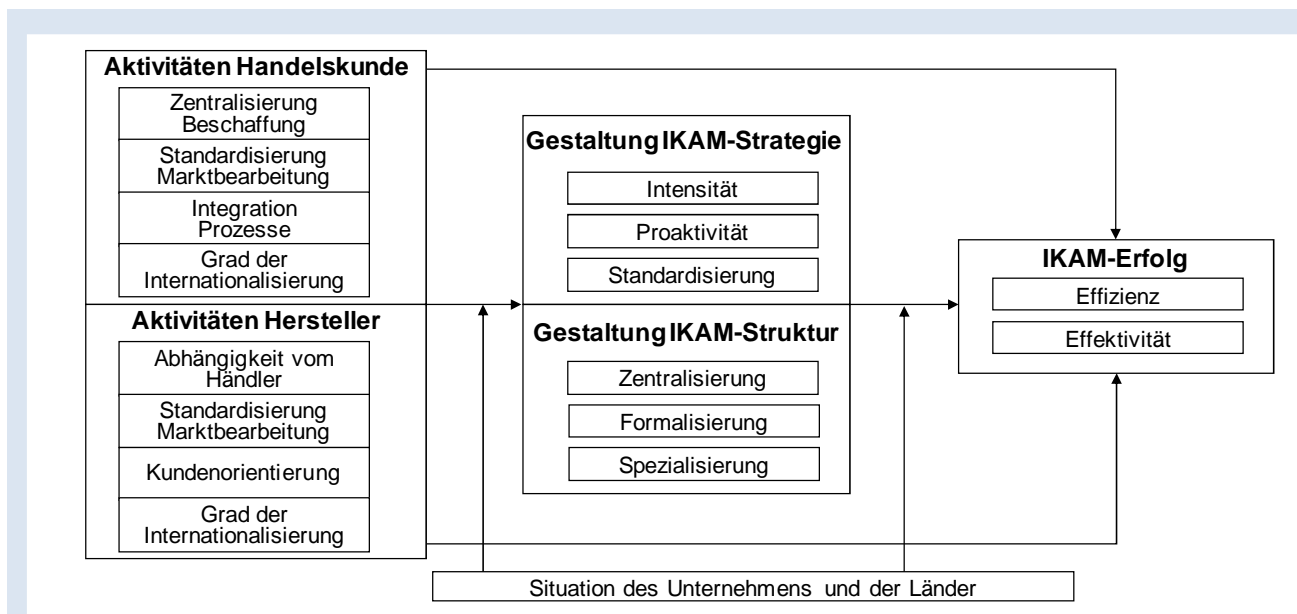 Aktivitäten Handelskunde
Zentralisierung
Beschaffung
Standardisierung
Marktbearbeitung
Integration
Prozesse
Grad der
Internationalisierung
Aktivitäten Hersteller
Abhängigkeit vom
Händler
Standardisierung
Marktbearbeitung
Kundenorientierung
Grad der
Internationalisierung
Gestaltung IKAM-Strategie
Intensität
Proaktivität
Standardisierung
Gestaltung IKAM-Struktur
Zentralisierung
Formalisierung
Spezialisierung
IKAM-Erfolg
Effizienz
Effektivität
Situation des Unternehmens und der Länder